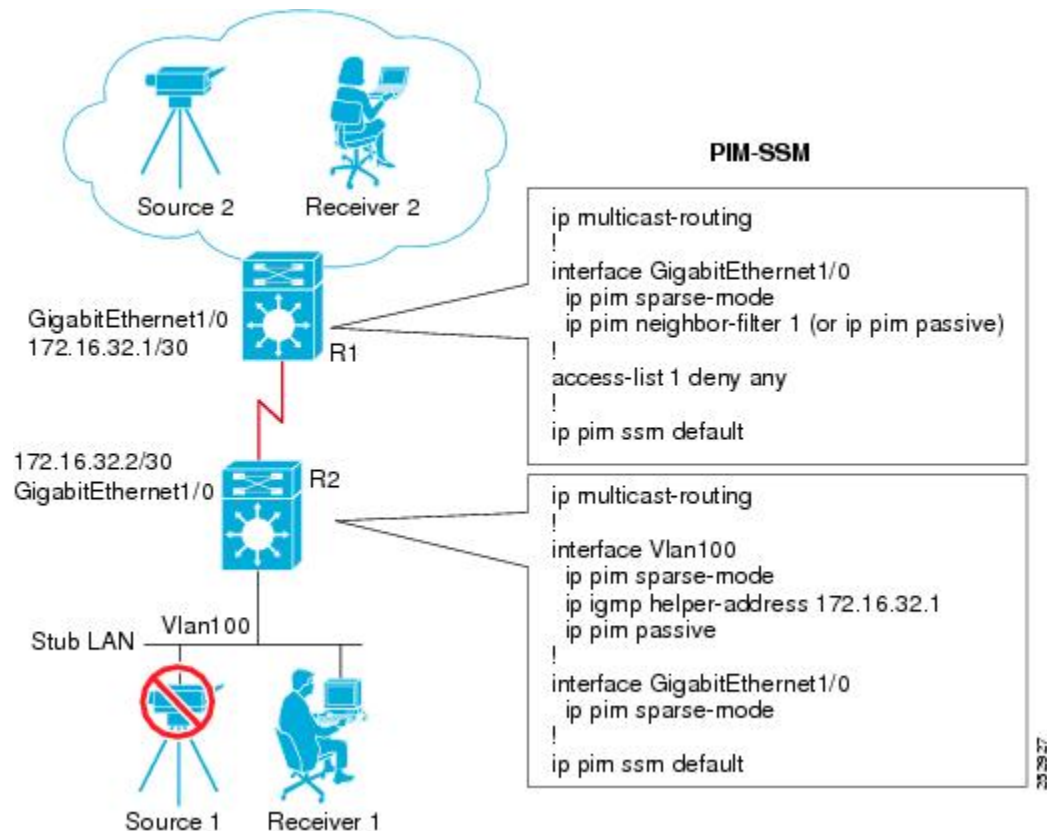 Source 2
Receiver 2
PIM-SSM
GigabitEthernet1/0
172.16.32.1/30
R1
ip multicast-routing
!
interface GigabitEthernet1/0
ip pim sparse-mode
ip pim neighbor-filter 1 (or ip pim passive)
!
access-list 1 deny any
!
ip pim ssm default
172.16.32.2/30
GigabitEthernet1/0
R2
ip multicast-routing
!
interface Vlan100
ip pim sparse-mode
ip igmp helper-address 172.16.32.1
ip pim passive
!
interface GigabitEthernet1/0
ip pim sparse-mode
!
ip pim ssm default
Vlan100
Stub LAN
Source 1
Receiver 1